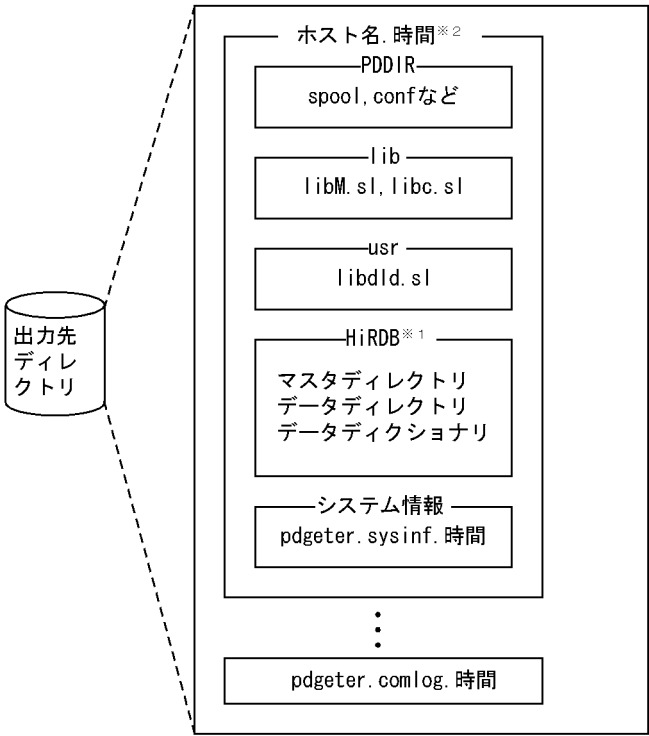 ホスト名.時間※2
PDDIR
spool,confなど
lib
libM.sl,libc.sl
usr
libdld.sl
HiRDB※1
マスタディレクトリ
データディレクトリ
データディクショナリ
システム情報
pdgeter.sysinf.時間
pdgeter.comlog.時間
出力先
ディレ
クトリ